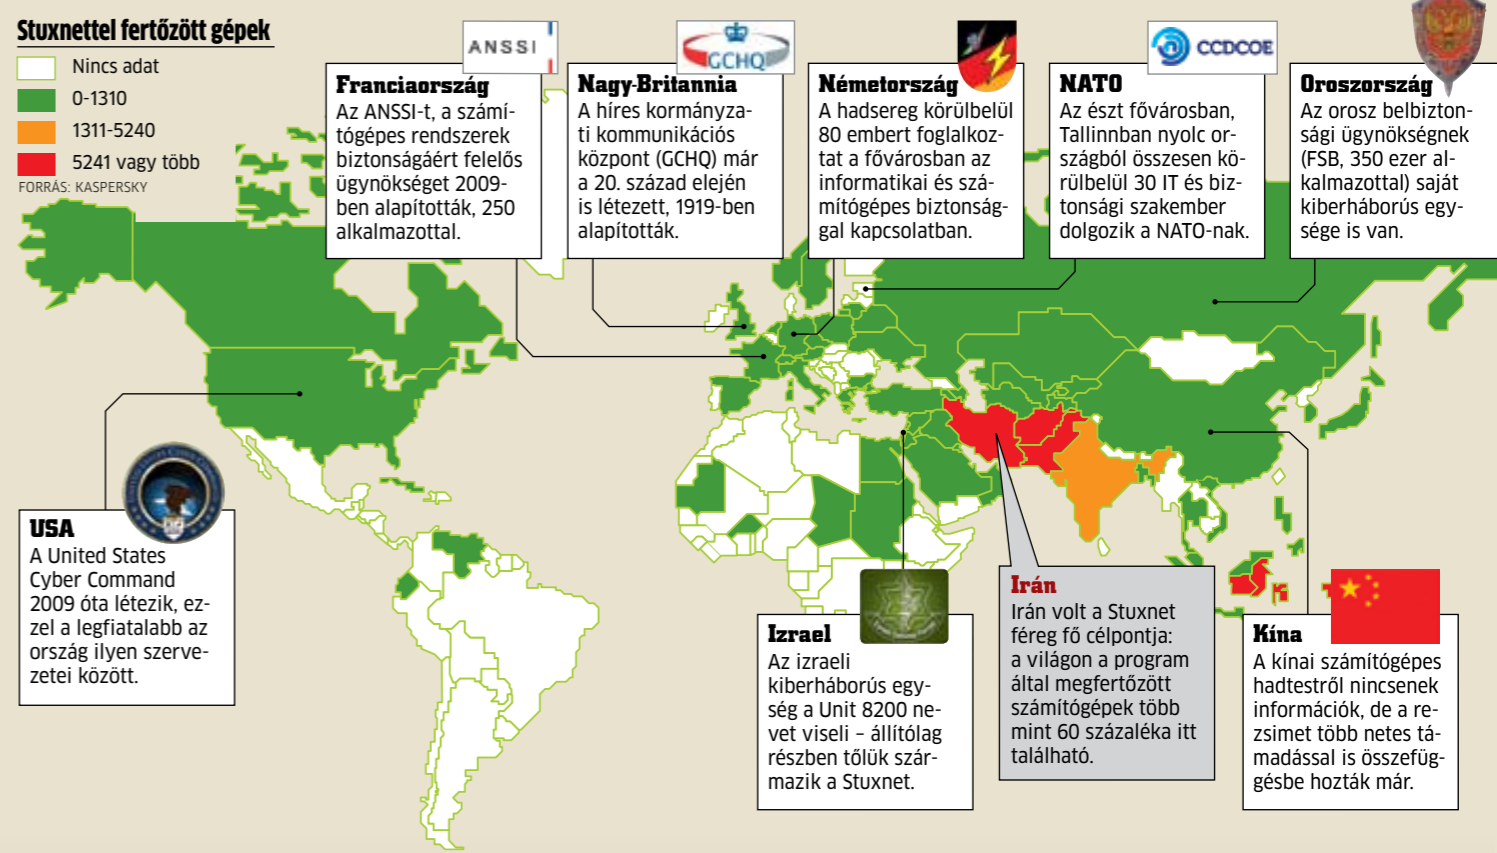 Stuxnettel fertőzött gépek
Nincs adat
0-1310
1311-5240
5241 vagy több
FORRÁS: KASPERSKY
ANSSI
Franciaország
Az ANSSI-t, a számí-
tógépes rendszerek
biztonságáért felelős
ügynökséget 2009-
ben alapították, 250
alkalmazottal.
GCHQ
Nagy-Britannia
A híres kormányza-
ti kommunikációs
központ (GCHQ) már
a 20. század elején
is létezett, 1919-ben
alapították.
Németország
A hadsereg körülbelül
80 embert foglalkoz-
tat a fővárosban az
informatikai és szá-
mítógépes biztonság-
gal kapcsolatban.
CCDCOE
NATO
Az észt fővárosban,
Tallinnban nyolc or-
szágból összesen kö-
rülbelül 30 IT és biz-
tonsági szakember
dolgozik a NATO-nak.
Oroszország
Az orosz belbizton-
sági ügynökségnek
(FSB, 350 ezer al-
kalmazottal) saját
kiberháborús egy-
sége is van.
USA
A United States
Cyber Command
2009 óta létezik, ez-
zel a legfiatalabb az
ország ilyen szerve-
zetei között.
Izrael
Az izraeli
kiberháborús egy-
ség a Unit 8200 ne-
vet viseli – állítólag
részben tőlük szár-
mazik a Stuxnet.
Irán
Irán volt a Stuxnet
féreg fő célpontja:
a világon a program
által megfertőzött
számítógépek több
mint 60 százaléka itt
található.
Kína
A kínai számítógépes
hadtestről nincsenek
információk, de a re-
zsimet több netes tá-
madással is összefüg-
gésbe hozták már.